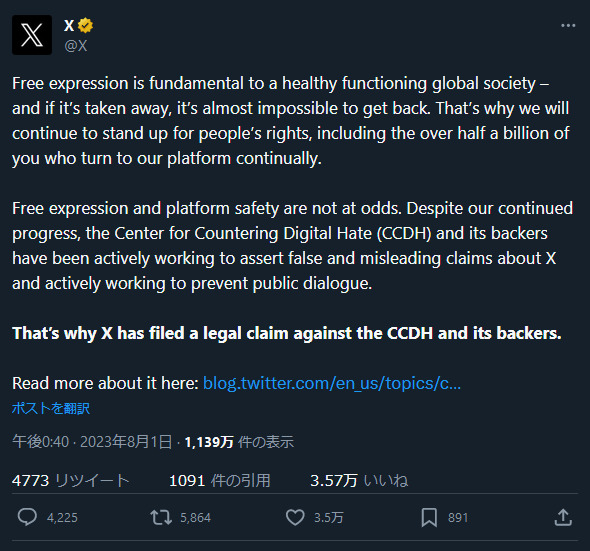 X
@X
Free expression is fundamental to a healthy functioning global society –
and if it’s taken away, it’s almost impossible to get back. That’s why we will
continue to stand up for people’s rights, including the over half a billion of
you who turn to our platform continually.
Free expression and platform safety are not at odds. Despite our continued
progress, the Center for Countering Digital Hate (CCDH) and its backers
have been actively working to assert false and misleading claims about X
and actively working to prevent public dialogue.
That’s why X has filed a legal claim against the CCDH and its backers.
Read more about it here: blog.twitter.com/en_us/topics/c...
ポストを翻訳
午後0:40 · 2023年8月1日 · 1,139万 件の表示
4773 リツイート 1091 件の引用 3.57万 いいね
4,225 5,864 3.5万 891